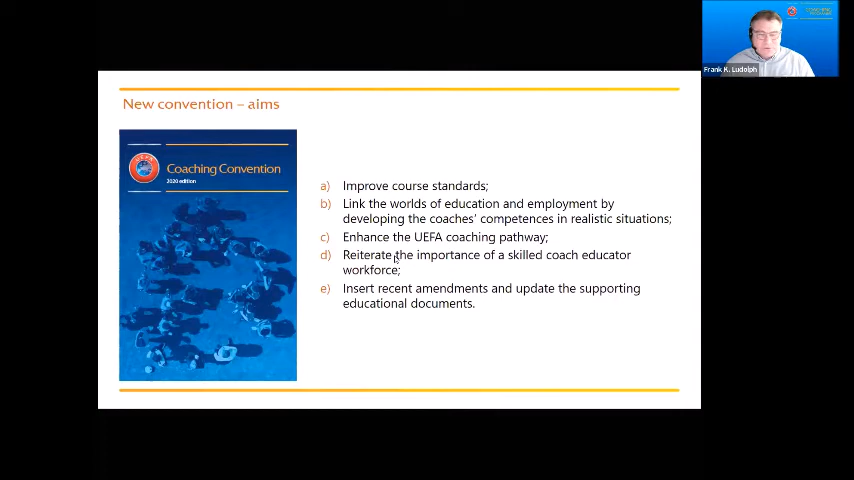 Frank K. Ludolph
New convention – aims
UEFA
Coaching Convention
2020 edition
a) Improve course standards;
b) Link the worlds of education and employment by
developing the coaches' competences in realistic situations;
c) Enhance the UEFA coaching pathway;
d) Reiterate the importance of a skilled coach educator
workforce;
e) Insert recent amendments and update the supporting
educational documents.